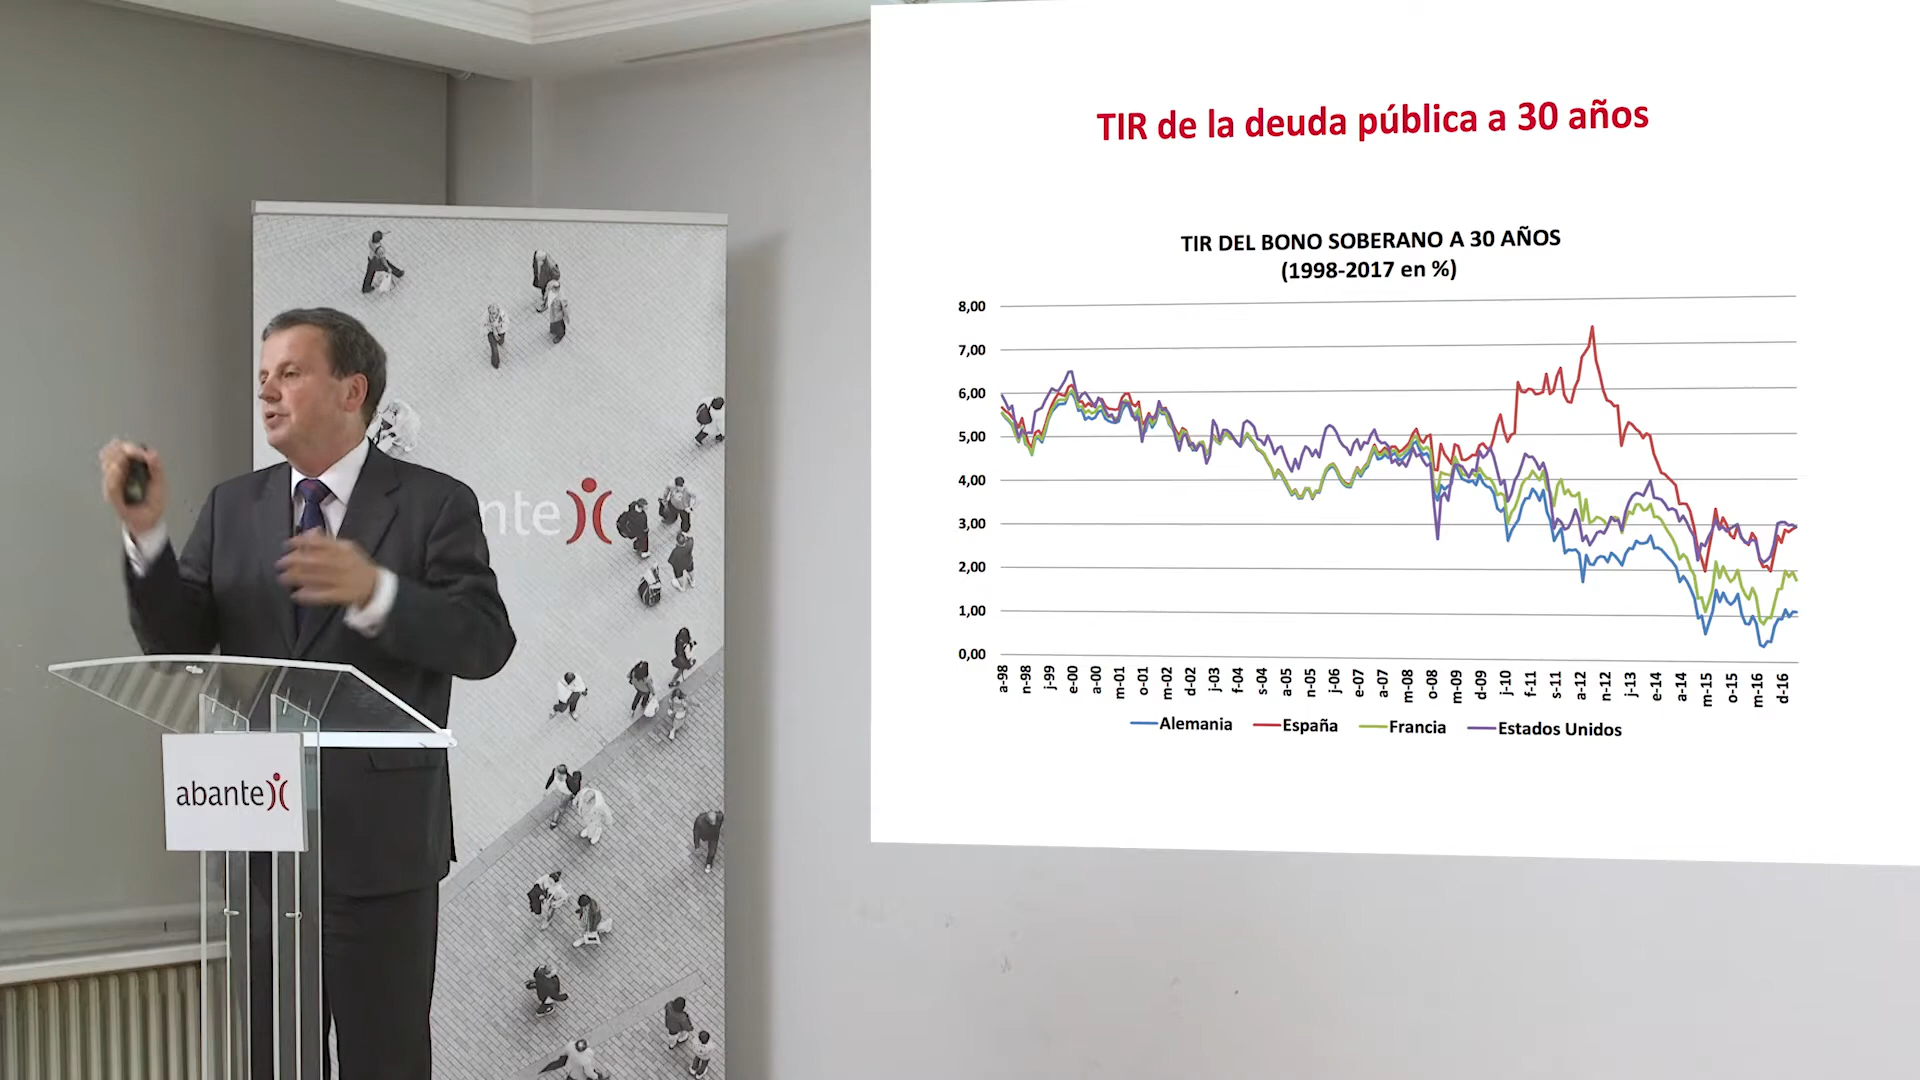 TIR de la deuda pública a 30 años
TIR DEL BONO SOBERANO A 30 AÑOS
(1998-2017 en %)
8,00
7,00
6,00
5,00
4,00
3,00
2,00
1,00
0,00
a-98 n-98 j-99 e-00 a-00 m-01 o-01 m-02 d-02 j-03 f-04 s-04 a-05 n-05 j-06 e-07 a-07 m-08 o-08 m-09 d-09 j-10 f-11 s-11 a-12 n-12 j-13 e-14 a-14 m-15 o-15 m-16 d-16
Alemania España Francia Estados Unidos
nte
abante